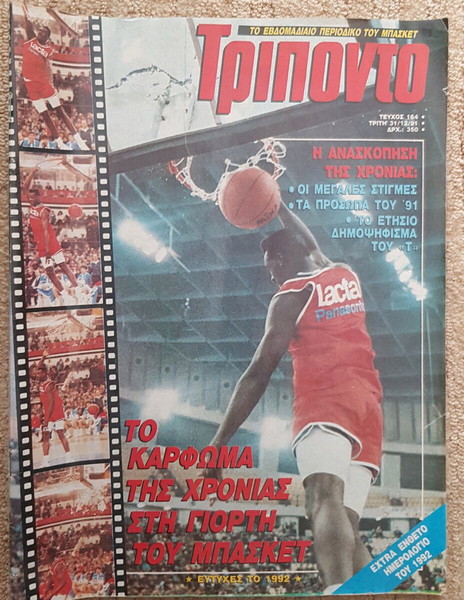 ΤΟ ΕΒΔΟΜΑΔΙΑΙΟ ΠΕΡΙΟΔΙΚΟ ΤΟΥ ΜΠΑΣΚΕΤ
Τρίποντο
ΤΕΥΧΟΣ 164
ΤΡΙΤΗ 31/12/91
ΔΡΧ.: 350
Η ΑΝΑΣΚΟΠΗΣΗ
ΤΗΣ ΧΡΟΝΙΑΣ:
• ΟΙ ΜΕΓΑΛΕΣ ΣΤΙΓΜΕΣ
• ΤΑ ΠΡΟΣΩΠΑ ΤΟΥ '91
• ΤΟ ΕΤΗΣΙΟ
ΔΗΜΟΨΗΦΙΣΜΑ
ΤΟΥ «Τ»
lacta
Panasonic
ΤΟ
ΚΑΡΦΩΜΑ
ΤΗΣ ΧΡΟΝΙΑΣ
ΣΤΗ ΓΙΟΡΤΗ
ΤΟΥ ΜΠΑΣΚΕΤ
★ ΕΥΤΥΧΕΣ ΤΟ 1992 ★
EXTRA ΕΝΘΕΤΟ
ΗΜΕΡΟΛΟΓΙΟ
ΤΟΥ 1992
lacta